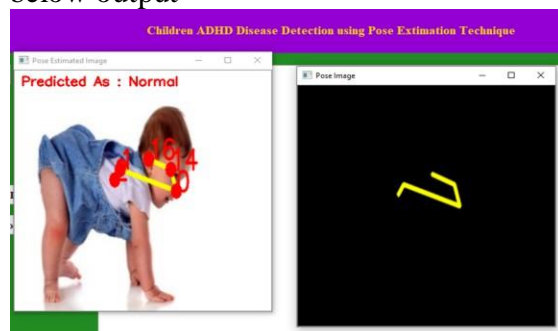 below output
Children ADHD Disease Detection using Pose Extimation Technique
Pose Estimated Image
Pose Image
Predicted As : Normal
16
14
1
0